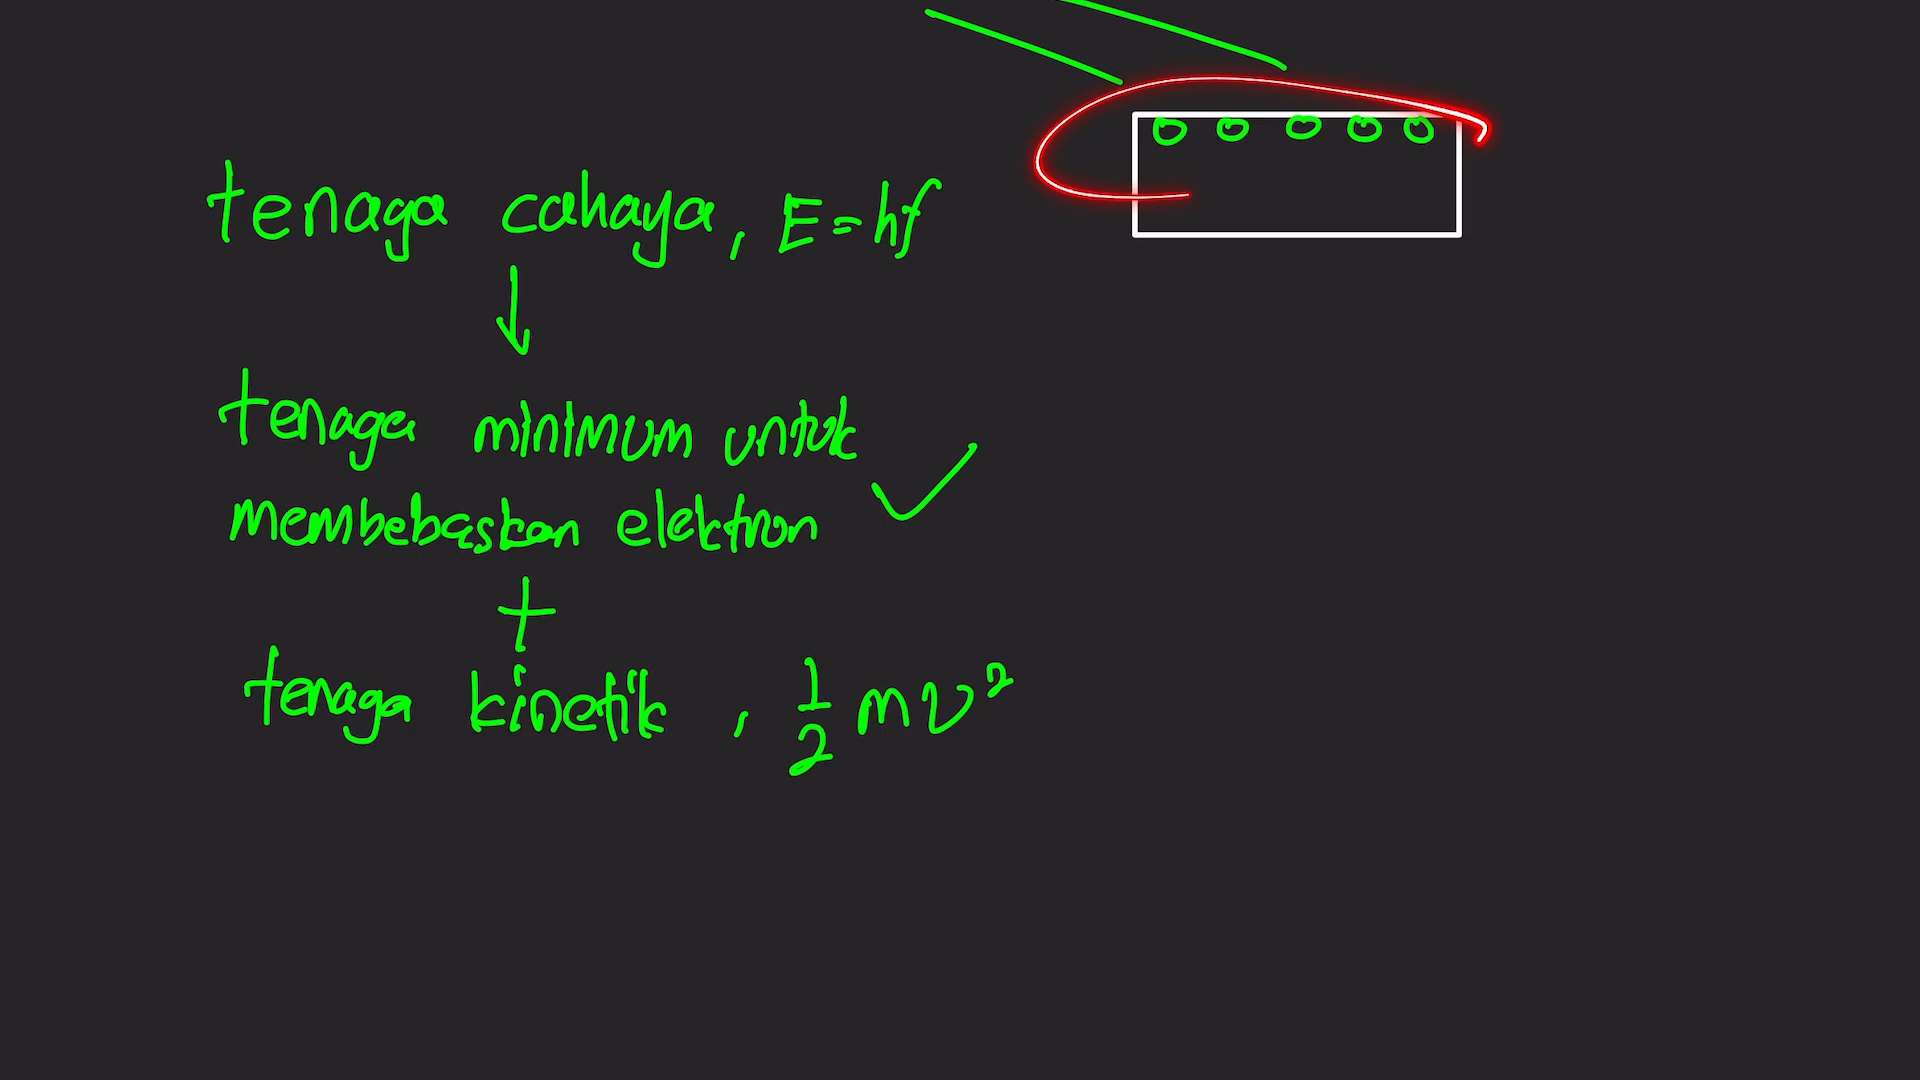 tenaga cahaya, E=hf
↓
tenaga minimum untuk
membebaskan elektron ✓
+
tenaga kinetik, ½mv²